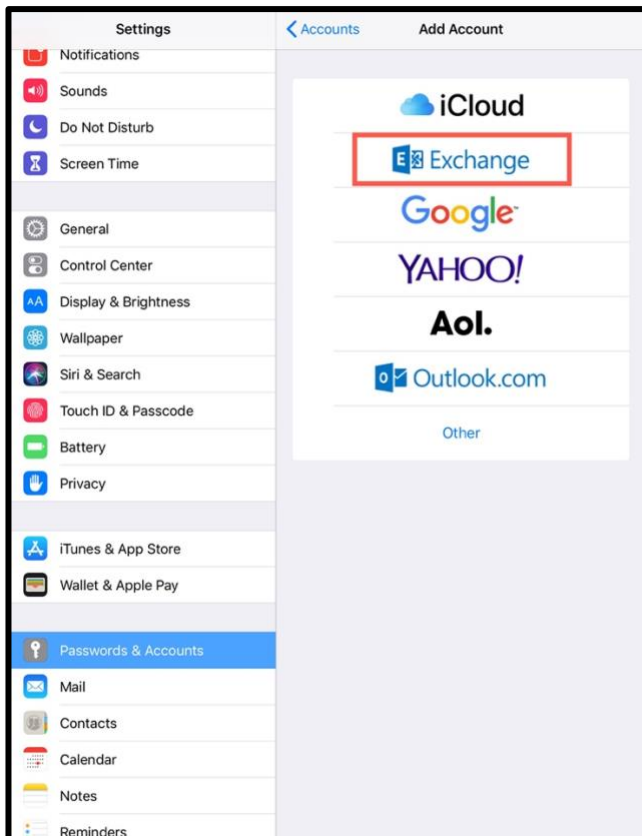 Settings
Notifications
Sounds
Do Not Disturb
Screen Time
General
Control Center
AA Display & Brightness
Wallpaper
Siri & Search
Touch ID & Passcode
Battery
Privacy
iTunes & App Store
Wallet & Apple Pay
Passwords & Accounts
Mail
Contacts
Calendar
Notes
Reminders
Accounts
Add Account
iCloud
E Exchange
Google
YAHOO!
Aol.
o Outlook.com
Other